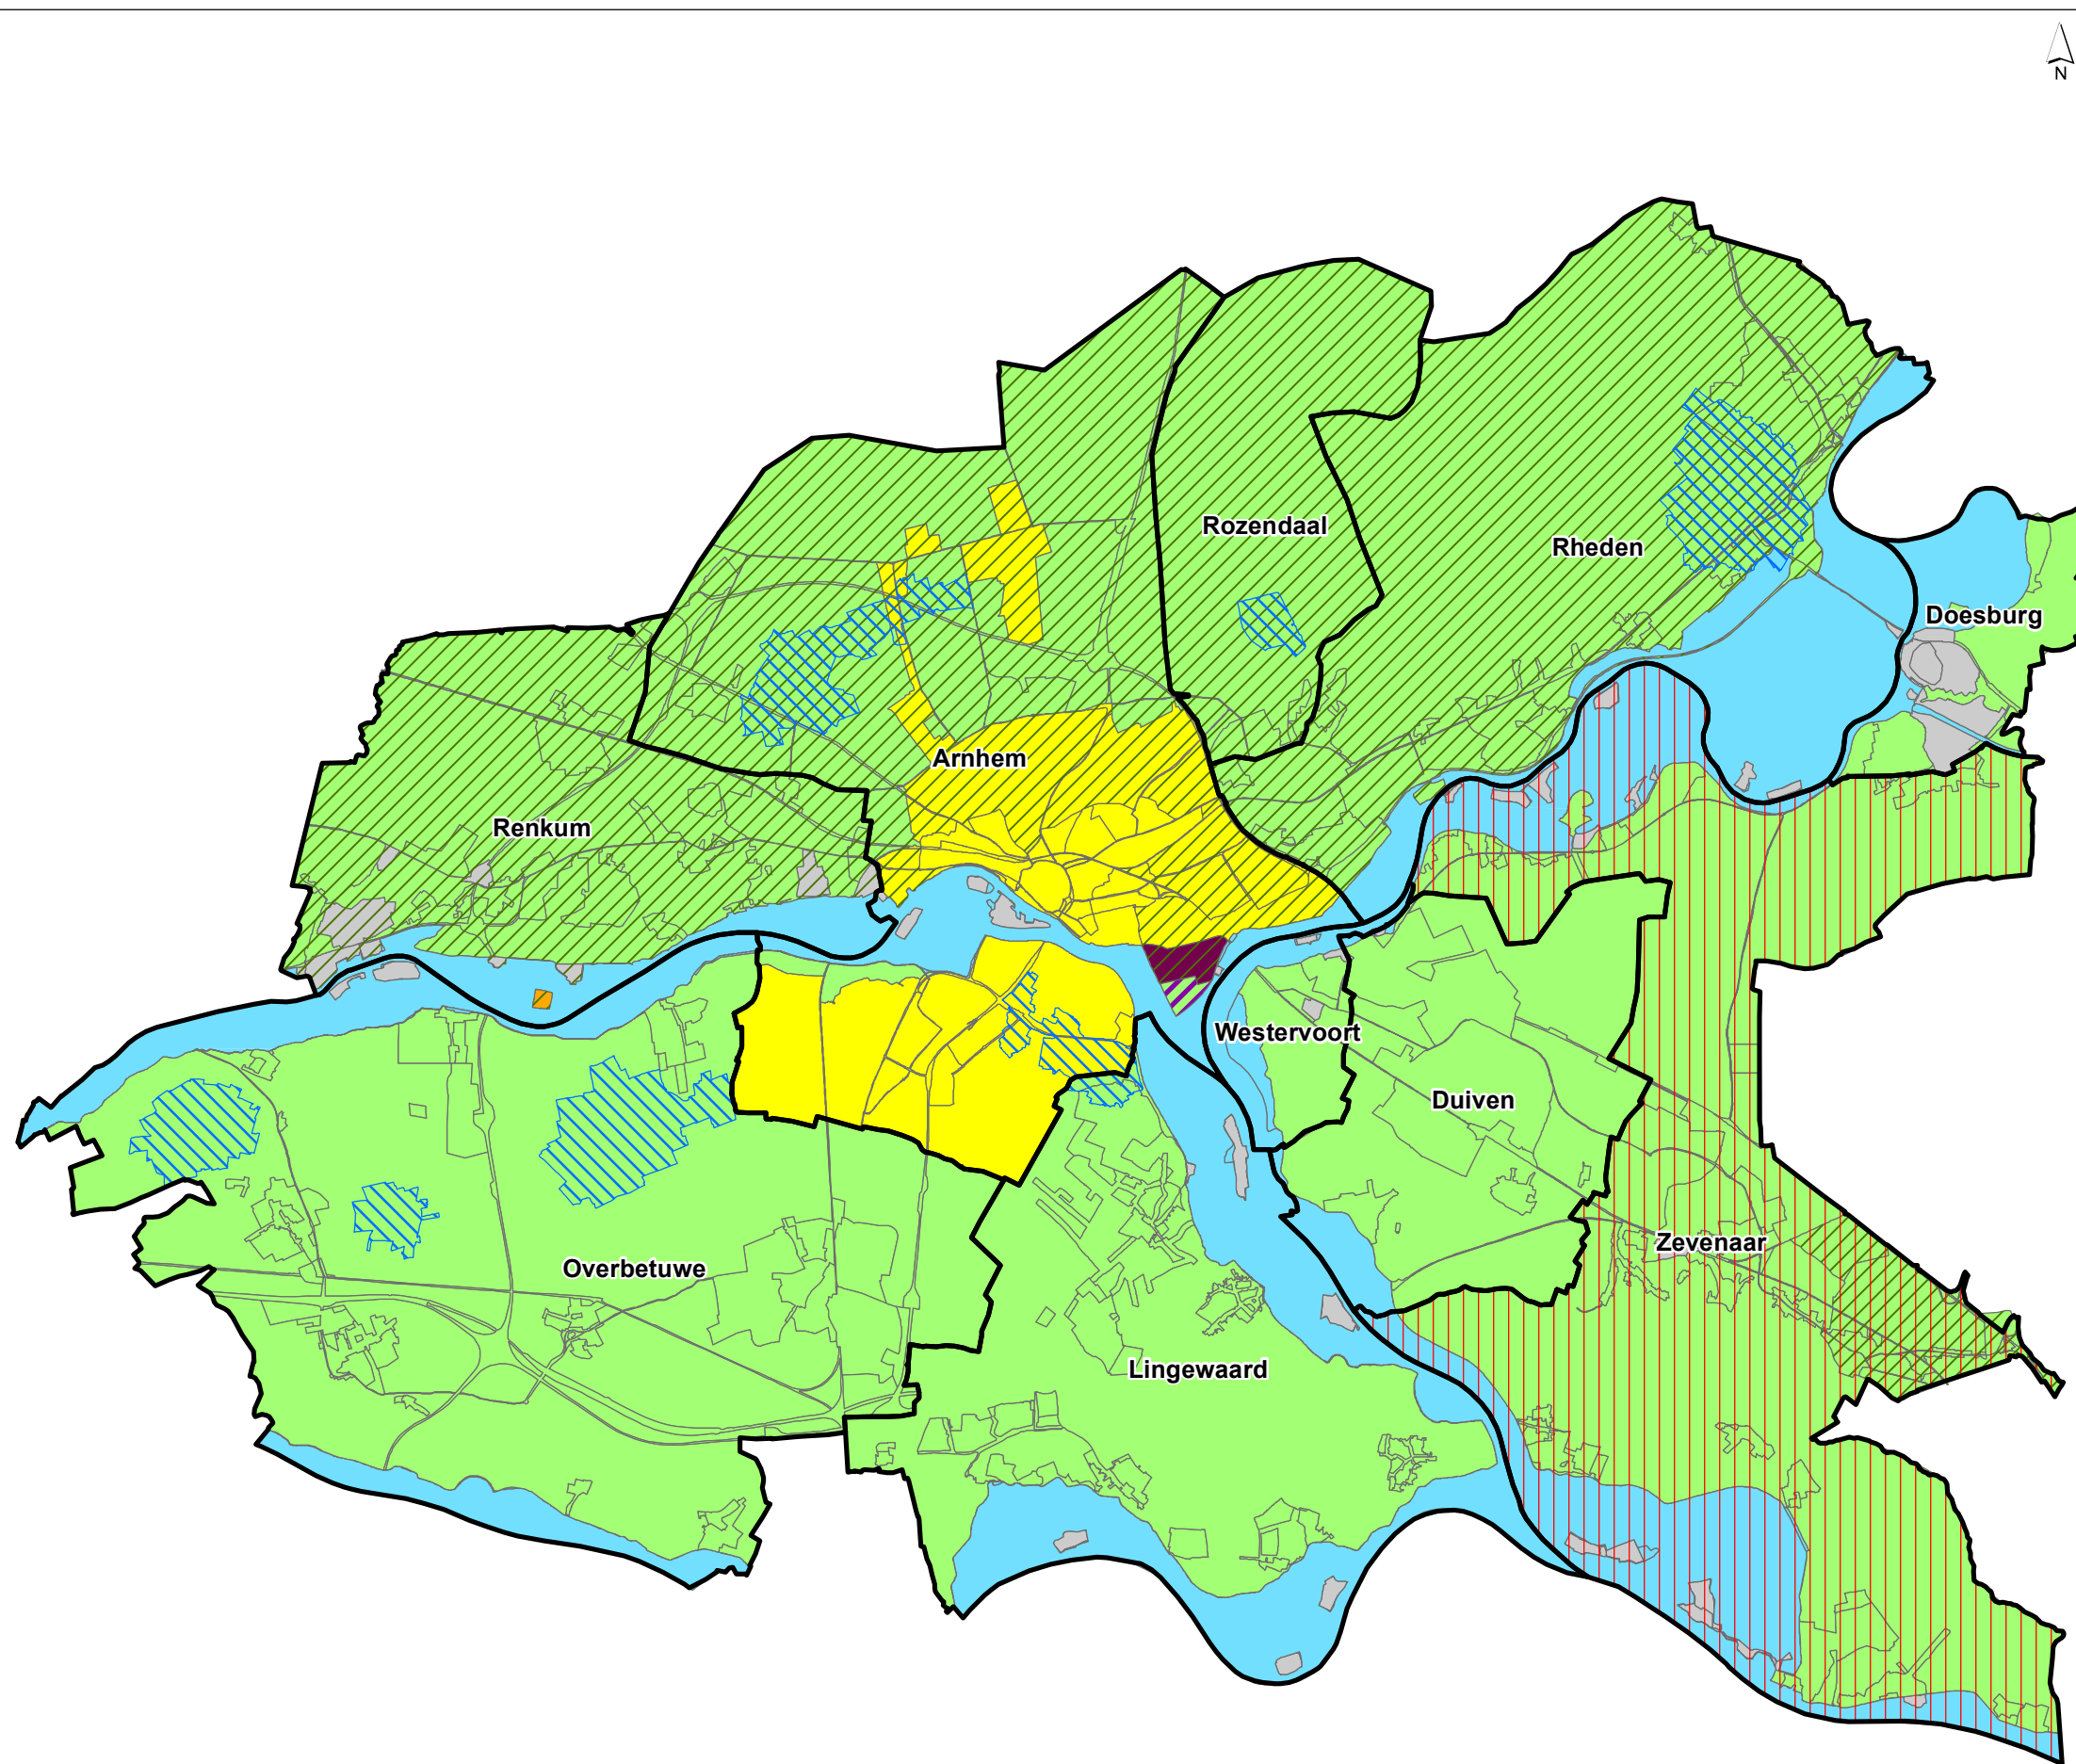 N
Rozendaal
Rheden
Doesburg
Arnhem
Renkum
Westervoort
Duiven
Zevenaar
Overbetuwe
Lingewaard